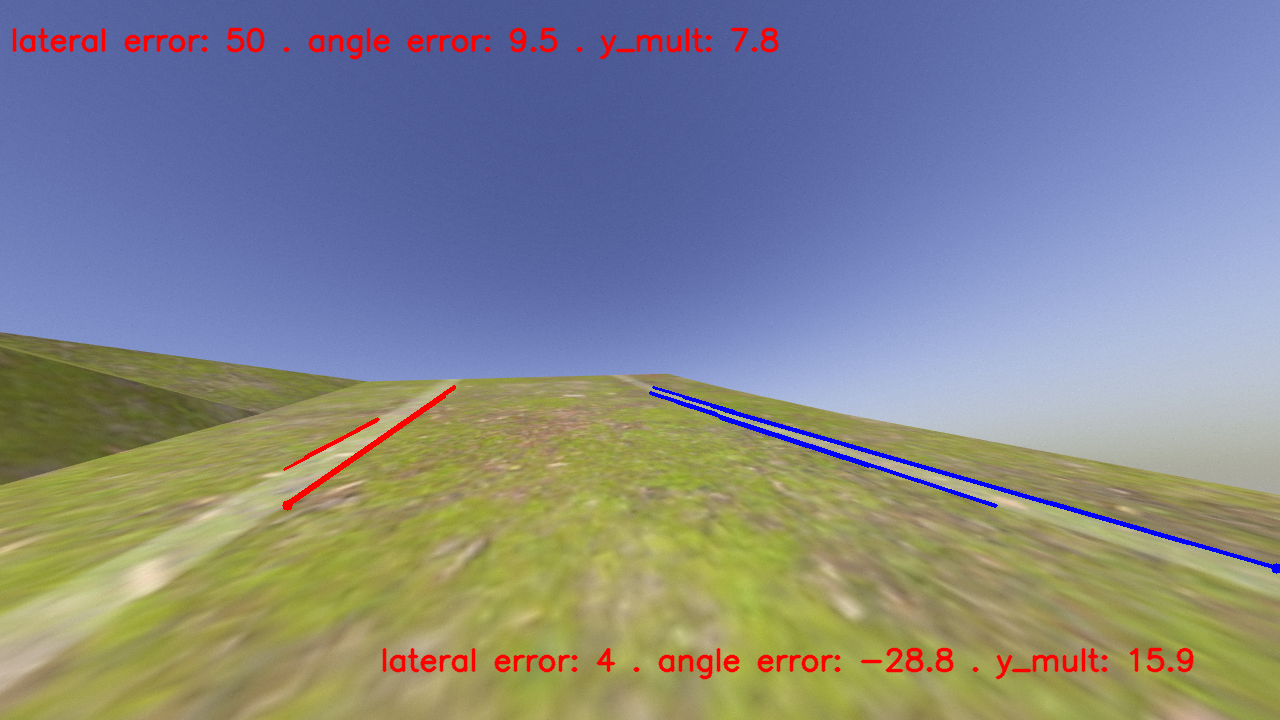 lateral error: 50 . angle error: 9.5 . y_mult: 7.8
lateral error: 4 . angle error: -28.8 . y_mult: 15.9